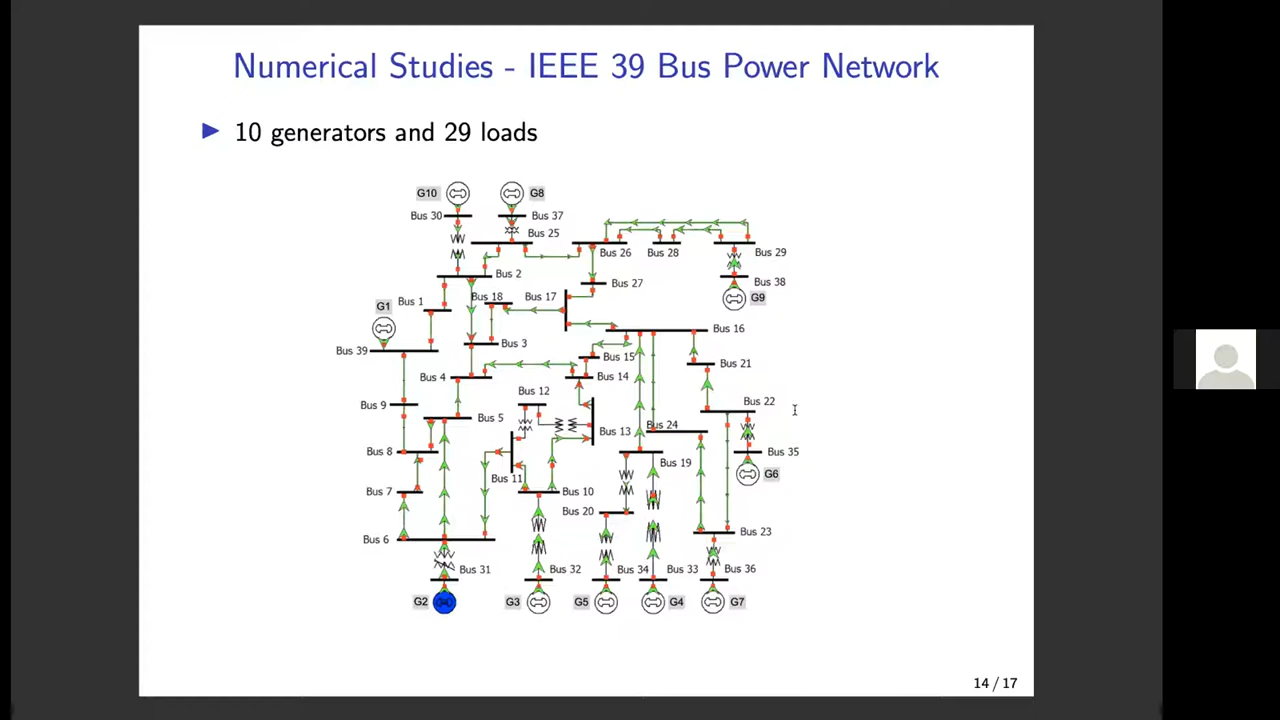 Numerical Studies - IEEE 39 Bus Power Network
10 generators and 29 loads
G10 G8
Bus 30 Bus 37
Bus 25
Bus 26 Bus 28 Bus 29
Bus 2
Bus 38
Bus 27
G9
Bus 1 Bus 18 Bus 17
G1
Bus 16
Bus 39 Bus 3
Bus 15
Bus 21
Bus 4 Bus 14
Bus 12
Bus 22
Bus 9
Bus 5
Bus 13 Bus 24
Bus 8 Bus 35
Bus 19
G6
Bus 11
Bus 7 Bus 10
Bus 20
Bus 23
Bus 6
Bus 31 Bus 32 Bus 34 Bus 33 Bus 36
G2 G3 G5 G4 G7
14 / 17